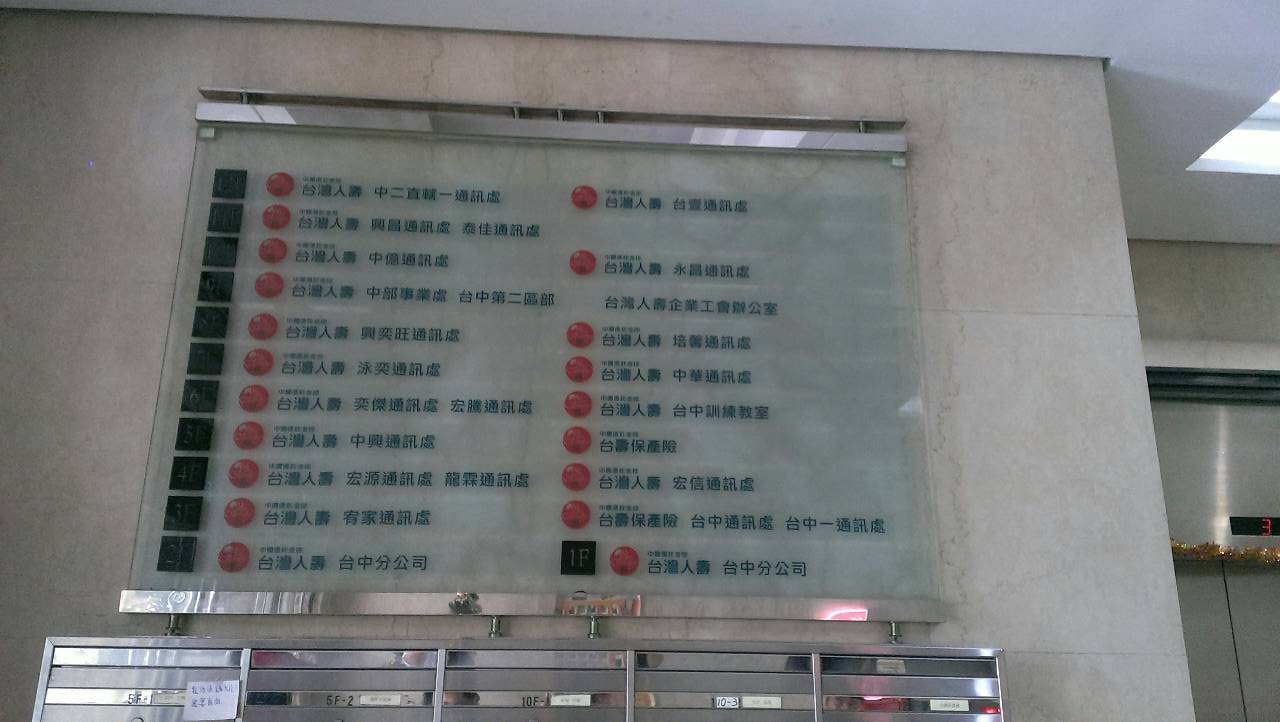 台灣人壽 中二直轄一通訊處 台灣人壽 台壹通訊處
台灣人壽 興昌通訊處 泰佳通訊處
台灣人壽 中億通訊處 台灣人壽 永昌通訊處
台灣人壽 中部事業處 台中第二區部 台灣人壽企業工會辦公室
台灣人壽 興奕旺通訊處 台灣人壽 培馨通訊處
台灣人壽 泳奕通訊處 台灣人壽 中華通訊處
台灣人壽 奕傑通訊處 宏騰通訊處 台灣人壽 台中訓練教室
5F 台灣人壽 中興通訊處 台壽保產險
4F 台灣人壽 宏源通訊處 龍霖通訊處 台灣人壽 宏信通訊處
3F 台灣人壽 宥家通訊處 台壽保產險 台中通訊處 台中一通訊處
2F 台灣人壽 台中分公司 1F 台灣人壽 台中分公司
3
5F-1 5F-2 10F-1 10-3